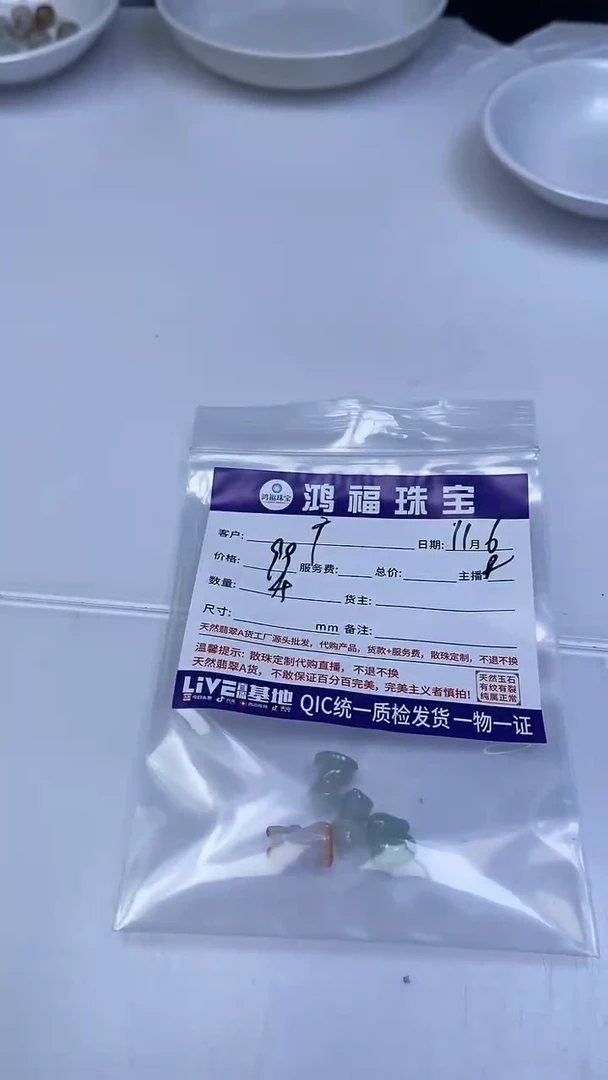 鸿福珠宝 鸿福珠宝
客户: 日期: 11月6
价格: 99 服务费: 总价: 主播
数量: 货主:
尺寸: mm 备注:
天然翡翠A货工厂源头批发，代购产品，货款+服务费，散珠定制，不退不换
温馨提示: 散珠定制代购直播，不退不换
天然翡翠A货，不敢保证百分百完美，完美主义者慎拍!
天然玉石
有纹有裂
纯属正常
LiVE 基地 QIC统一质检发货 一物一证